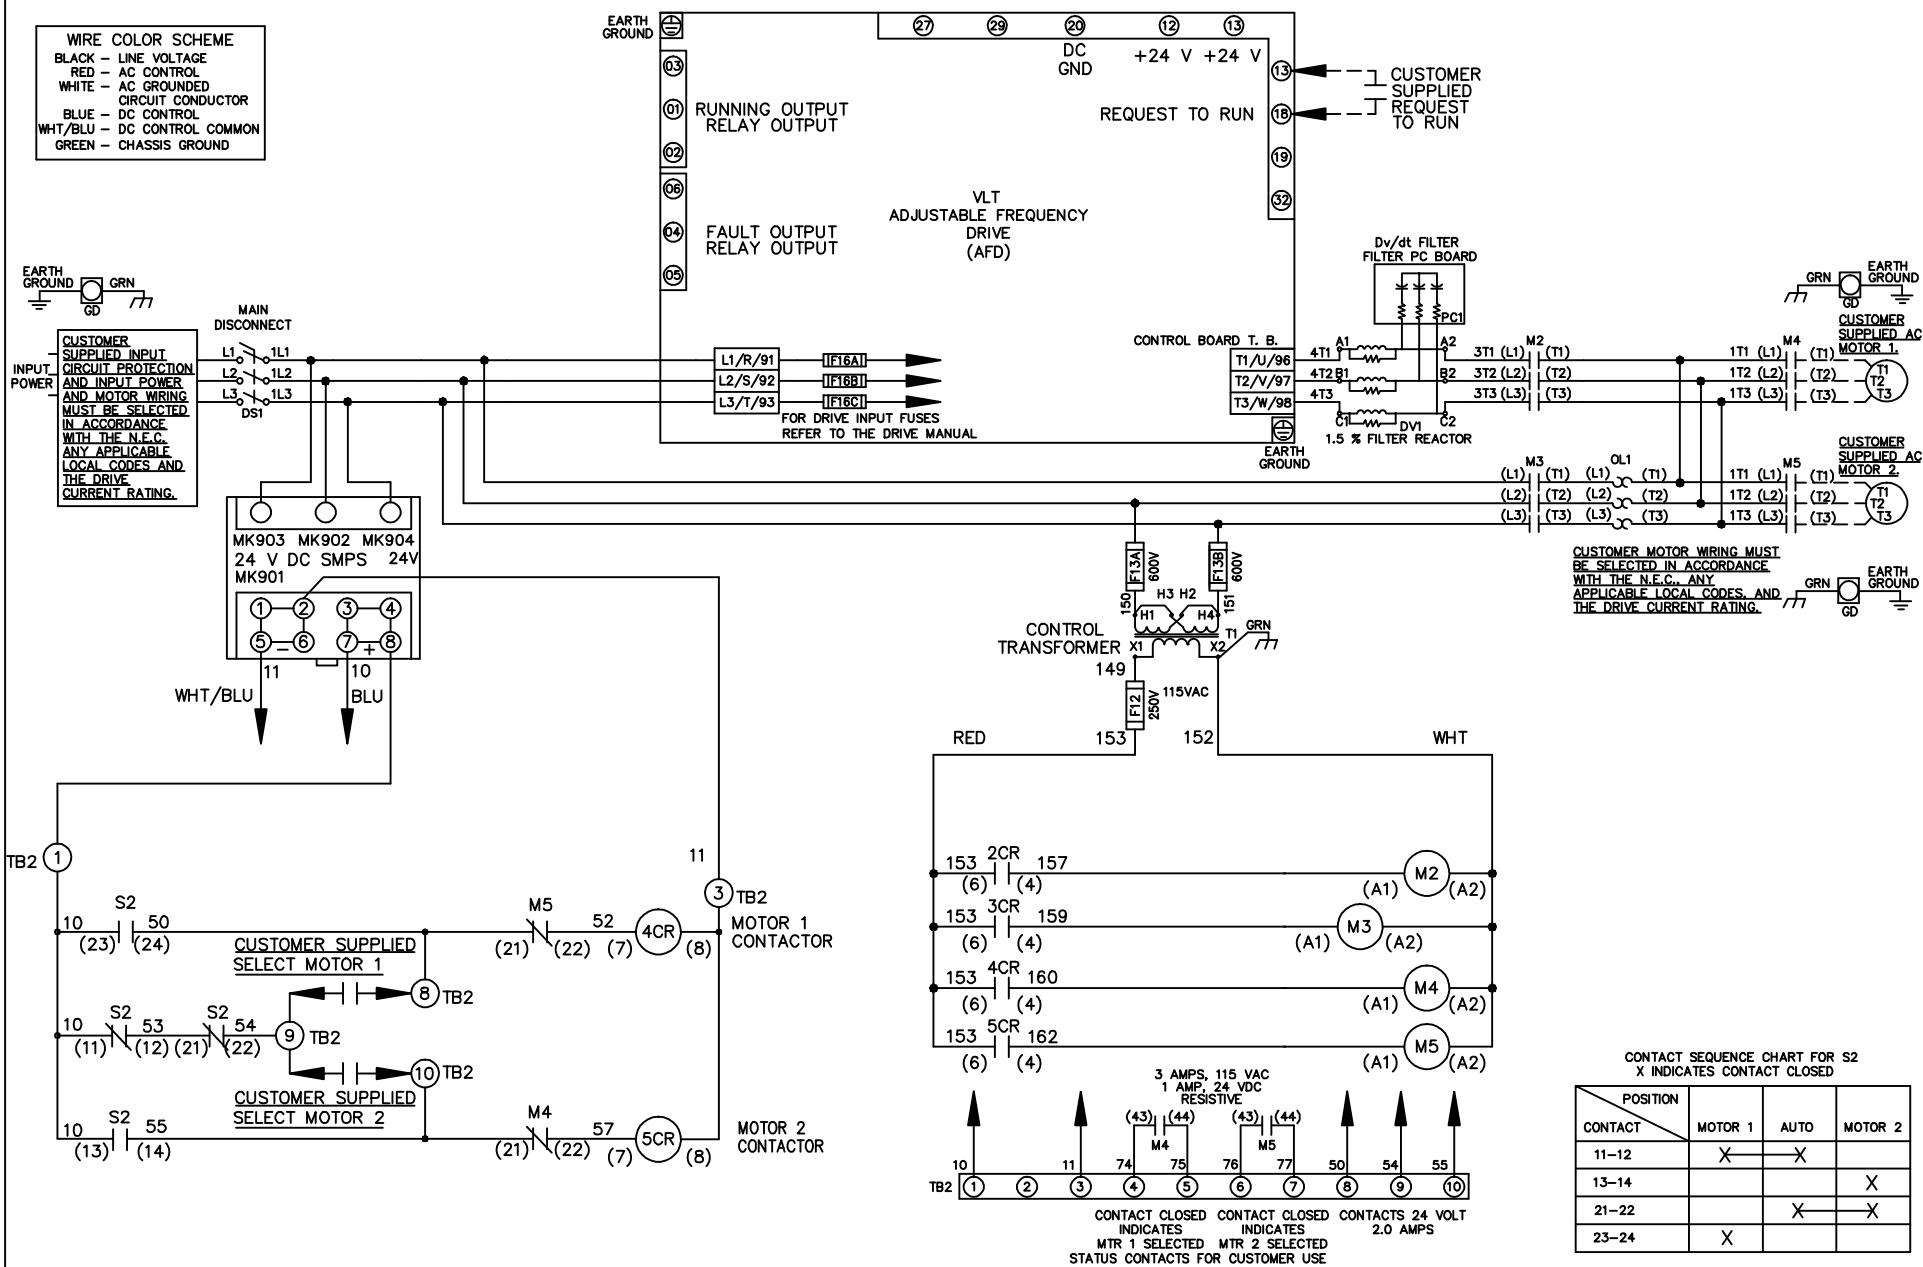 WIRE COLOR SCHEME
BLACK – LINE VOLTAGE
RED – AC CONTROL
WHITE – AC GROUNDED
CIRCUIT CONDUCTOR
BLUE – DC CONTROL
WHT/BLU – DC CONTROL COMMON
GREEN – CHASSIS GROUND
EARTH
GROUND
27 29 20 12 13
DC
GND
+24 V +24 V
03
01
02
RUNNING OUTPUT
RELAY OUTPUT
06
04
05
FAULT OUTPUT
RELAY OUTPUT
VLT
ADJUSTABLE FREQUENCY
DRIVE
(AFD)
REQUEST TO RUN
13
18
19
32
CUSTOMER
SUPPLIED
REQUEST
TO RUN
EARTH
GROUND
GRN
GD
MAIN
DISCONNECT
INPUT
POWER
CUSTOMER
SUPPLIED INPUT
CIRCUIT PROTECTION
AND INPUT POWER
AND MOTOR WIRING
MUST BE SELECTED
IN ACCORDANCE
WITH THE N.E.C.
ANY APPLICABLE
LOCAL CODES AND
THE DRIVE
CURRENT RATING.
L1 1L1
L2 1L2
L3 1L3
DS1
L1/R/91 F16A
L2/S/92 F16B
L3/T/93 F16C
FOR DRIVE INPUT FUSES
REFER TO THE DRIVE MANUAL
CONTROL BOARD T. B.
T1/U/96
T2/V/97
T3/W/98
EARTH
GROUND
Dv/dt FILTER
FILTER PC BOARD
PC1
4T1 A1 A2
4T2 B1 B2
4T3 C1 C2
DV1
1.5 % FILTER REACTOR
M2
3T1 (L1) (T1)
3T2 (L2) (T2)
3T3 (L3) (T3)
M4
1T1 (L1) (T1)
1T2 (L2) (T2)
1T3 (L3) (T3)
T1
T2
T3
GRN
GD
EARTH
GROUND
CUSTOMER
SUPPLIED AC
MOTOR 1.
M3
(L1) (T1)
(L2) (T2)
(L3) (T3)
OL1
(L1) (T1)
(L2) (T2)
(L3) (T3)
M5
1T1 (L1) (T1)
1T2 (L2) (T2)
1T3 (L3) (T3)
T1
T2
T3
CUSTOMER
SUPPLIED AC
MOTOR 2.
CUSTOMER MOTOR WIRING MUST
BE SELECTED IN ACCORDANCE
WITH THE N.E.C., ANY
APPLICABLE LOCAL CODES, AND
THE DRIVE CURRENT RATING.
GRN
GD
EARTH
GROUND
MK903 MK902 MK904
24 V DC SMPS 24V
MK901
1 2 3 4
5 – 6 7 + 8
11 10
WHT/BLU BLU
F13A 600V
F13B 600V
150 151
H3 H2
H1 H4
T1
GRN
CONTROL
TRANSFORMER
X1 X2
149
F12 250V
115VAC
153 152
RED WHT
TB2 1
11
3 TB2
S2
10 50
(23) (24)
M5
(21) (22)
52
(7) 4CR (8)
MOTOR 1
CONTACTOR
CUSTOMER SUPPLIED
SELECT MOTOR 1
8 TB2
S2 S2
10 53 54
(11) (12) (21) (22)
9 TB2
10 TB2
CUSTOMER SUPPLIED
SELECT MOTOR 2
S2
10 55
(13) (14)
M4
(21) (22)
57
(7) 5CR (8)
MOTOR 2
CONTACTOR
153 2CR 157
(6) (4)
(A1) M2 (A2)
153 3CR 159
(6) (4)
(A1) M3 (A2)
153 4CR 160
(6) (4)
(A1) M4 (A2)
153 5CR 162
(6) (4)
(A1) M5 (A2)
3 AMPS, 115 VAC
1 AMP, 24 VDC
RESISTIVE
(43) (44) (43) (44)
M4 M5
10 11 74 75 76 77 50 54 55
TB2 1 2 3 4 5 6 7 8 9 10
CONTACT CLOSED
INDICATES
MTR 1 SELECTED
CONTACT CLOSED
INDICATES
MTR 2 SELECTED
CONTACTS 24 VOLT
2.0 AMPS
STATUS CONTACTS FOR CUSTOMER USE
CONTACT SEQUENCE CHART FOR S2
X INDICATES CONTACT CLOSED
POSITION
CONTACT MOTOR 1 AUTO MOTOR 2
11–12 X X
13–14 X
21–22 X X
23–24 X